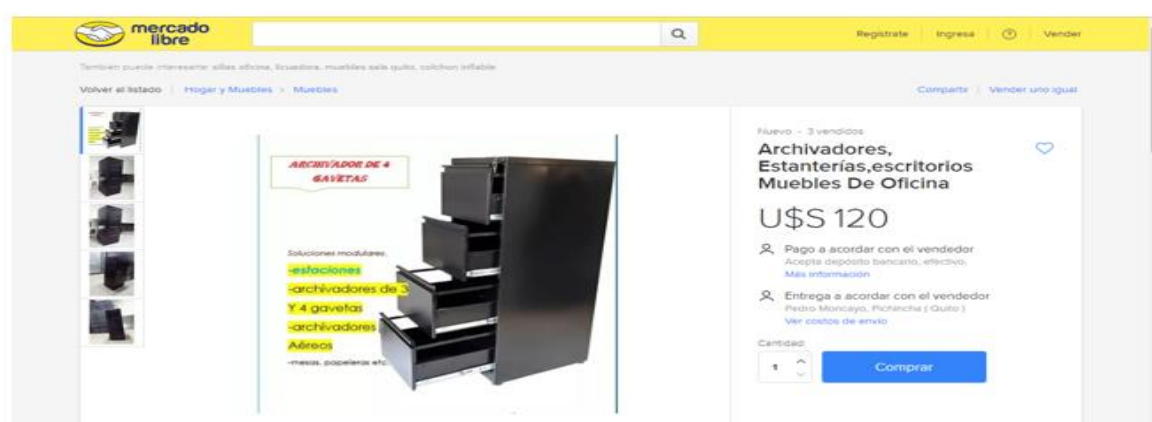 mercado
libre
Regístrate Ingresa ? Vender
También puede interesarte: sillas oficina, licuadora, muebles sala quito, colchon inflable
Volver al listado | Hogar y Muebles > Muebles
Compartir | Vender uno igual
ARCHIVADOR DE 4
GAVETAS
Soluciones modulares.
-estaciones
-archivadores de 3
Y 4 gavetas
-archivadores
Aéreos
-mesas, papeleras etc.
Nuevo - 3 vendidos
Archivadores,
Estanterías,escritorios
Muebles De Oficina
U$S 120
Pago a acordar con el vendedor
Acepta depósito bancario, efectivo.
Más información
Entrega a acordar con el vendedor
Pedro Moncayo, Pichincha ( Quito )
Ver costos de envío
Cantidad:
1 Comprar